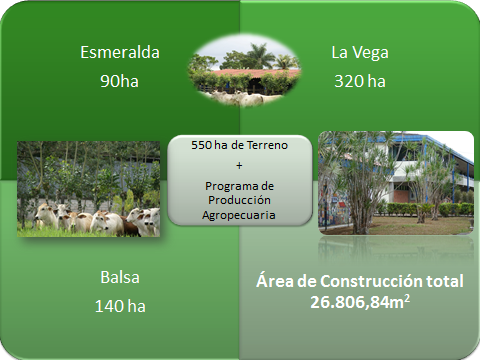 Esmeralda
90ha
La Vega
320 ha
550 ha de Terreno
+
Programa de
Producción
Agropecuaria
Balsa
140 ha
Área de Construcción total
26.806,84m²